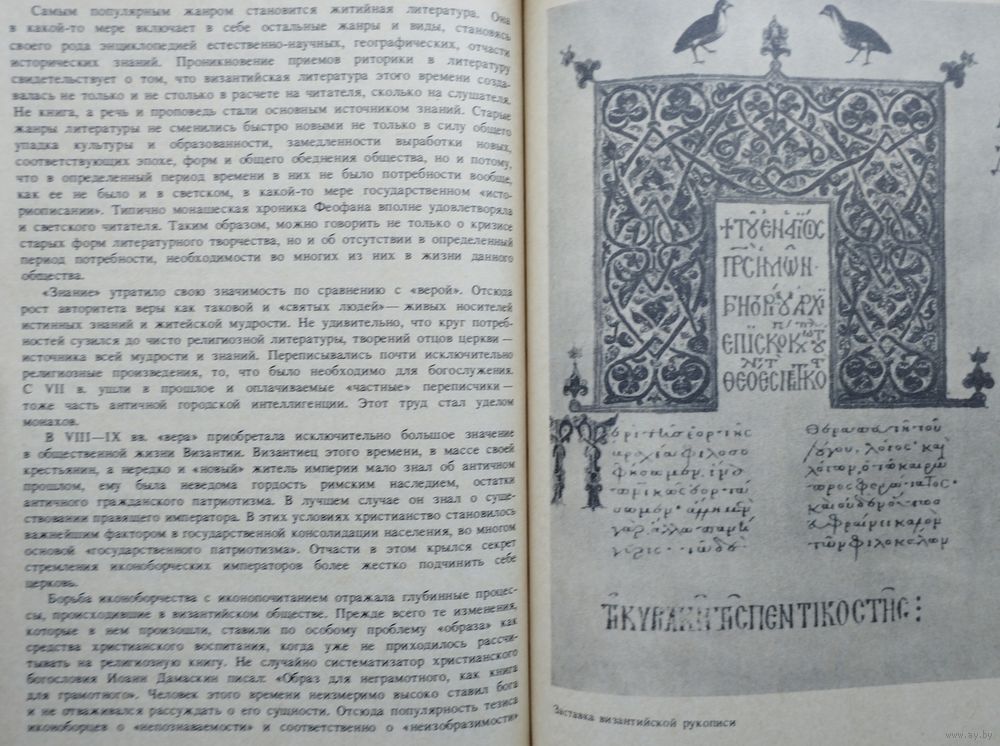 Самым популярным жанром становится житийная литература. Она
в какой-то мере включает в себе остальные жанры и виды, становясь
своего рода энциклопедией естественно-научных, географических, отчасти
исторических знаний. Проникновение приемов риторики в литературу
свидетельствует о том, что византийская литература этого времени созда-
валась не только и не столько в расчете на читателя, сколько на слушателя.
Не книга, а речь и проповедь стали основным источником знаний. Старые
жанры литературы не сменились быстро новыми не только в силу общего
упадка культуры и образованности, замедленности выработки новых,
соответствующих эпохе, форм и общего обеднения общества, но и потому,
что в определенный период времени в них не было потребности вообще,
как ее не было и в светском, в какой-то мере государственном «исто-
риописании». Типично монашеская хроника Феофана вполне удовлетворяла
и светского читателя. Таким образом, можно говорить не только о кризисе
старых форм литературного творчества, но и об отсутствии в определенный
период потребности, необходимости во многих из них в жизни данного
общества.
«Знание» утратило свою значимость по сравнению с «верой». Отсюда
рост авторитета веры как таковой и «святых людей» — живых носителей
истинных знаний и житейской мудрости. Не удивительно, что круг потреб-
ностей сузился до чисто религиозной литературы, творений отцов церкви —
источника всей мудрости и знаний. Переписывались почти исключительно
религиозные произведения, то, что было необходимо для богослужения.
С VII в. ушли в прошлое и оплачиваемые «частные» переписчики —
тоже часть античной городской интеллигенции. Этот труд стал уделом
монахов.
В VIII—IX вв. «вера» приобретала исключительно большое значение
в общественной жизни Византии. Византиец этого времени, в массе своей
крестьянин, а нередко и «новый» житель империи мало знал об античном
прошлом, ему была неведома гордость римским наследием, остатки
античного гражданского патриотизма. В лучшем случае он знал о суще-
ствовании правящего императора. В этих условиях христианство становилось
важнейшим фактором в государственной консолидации населения, во многом
основой «государственного патриотизма». Отчасти в этом крылся секрет
стремления иконоборческих императоров более жестко подчинить себе
церковь.
Борьба иконоборчества с иконопочитанием отражала глубинные процес-
сы, происходившие в византийском обществе. Прежде всего те изменения,
которые в нем произошли, ставили по особому проблему «образа» как
средства христианского воспитания, когда уже не приходилось рассчи-
тывать на религиозную книгу. Не случайно систематизатор христианского
богословия Иоанн Дамаскин писал: «Образ для неграмотного, как книга
для грамотного». Человек этого времени неизмеримо высоко ставил бога
и не отваживался рассуждать о его сущности. Отсюда популярность тезиса
иконоборцев о «непознаваемости» и соответственно о «неизобразимости»
Заставка византийской рукописи
www.ay.by